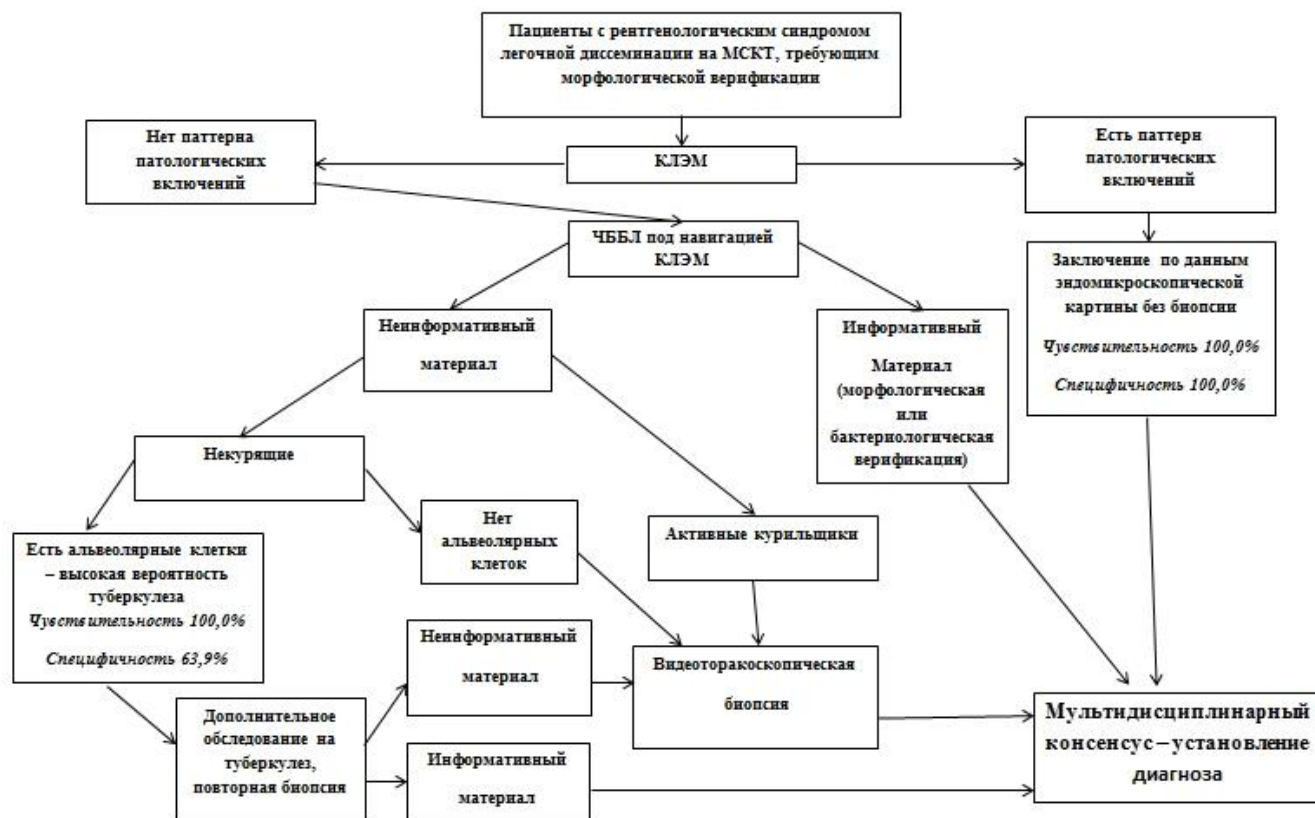 Пациенты с рентгенологическим синдромом
легочной диссеминации на МСКТ, требующим
морфологической верификации
Нет паттерна
патологических
включений
КЛЭМ
Есть паттерн
патологических
включений
ЧББЛ под навигацией
КЛЭМ
Заключение по данным
эндомикроскопической
картины без биопсии
Чувствительность 100,0%
Специфичность 100,0%
Неинформативный
материал
Информативный
Материал
(морфологическая
или
бактериологическая
верификация)
Некурящие
Нет
альвеолярных
клеток
Активные курильщики
Есть альвеолярные клетки
– высокая вероятность
туберкулеза
Чувствительность 100,0%
Специфичность 63,9%
Неинформативный
материал
Видеоторакоскопическая
биопсия
Дополнительное
обследование на
туберкулез,
повторная биопсия
Информативный
материал
Мультидисциплинарный
консенсус – установление
диагноза